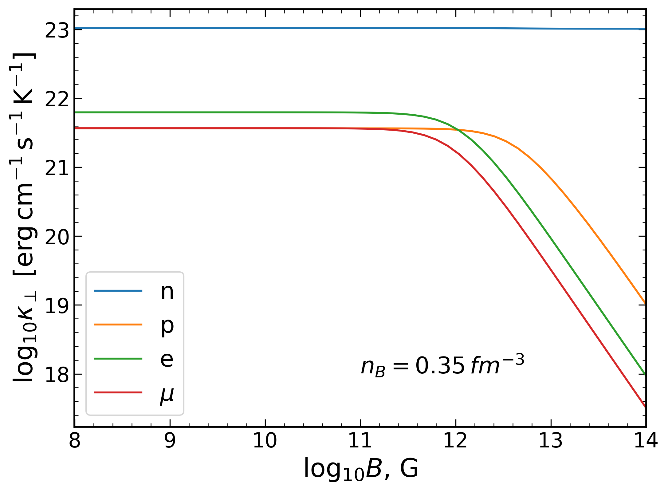 23
22
21
20
19
18
log₁₀κ⊥ [erg cm⁻¹ s⁻¹ K⁻¹]
n
p
e
μ
n_B = 0.35 fm⁻³
8 9 10 11 12 13 14
log₁₀B, G